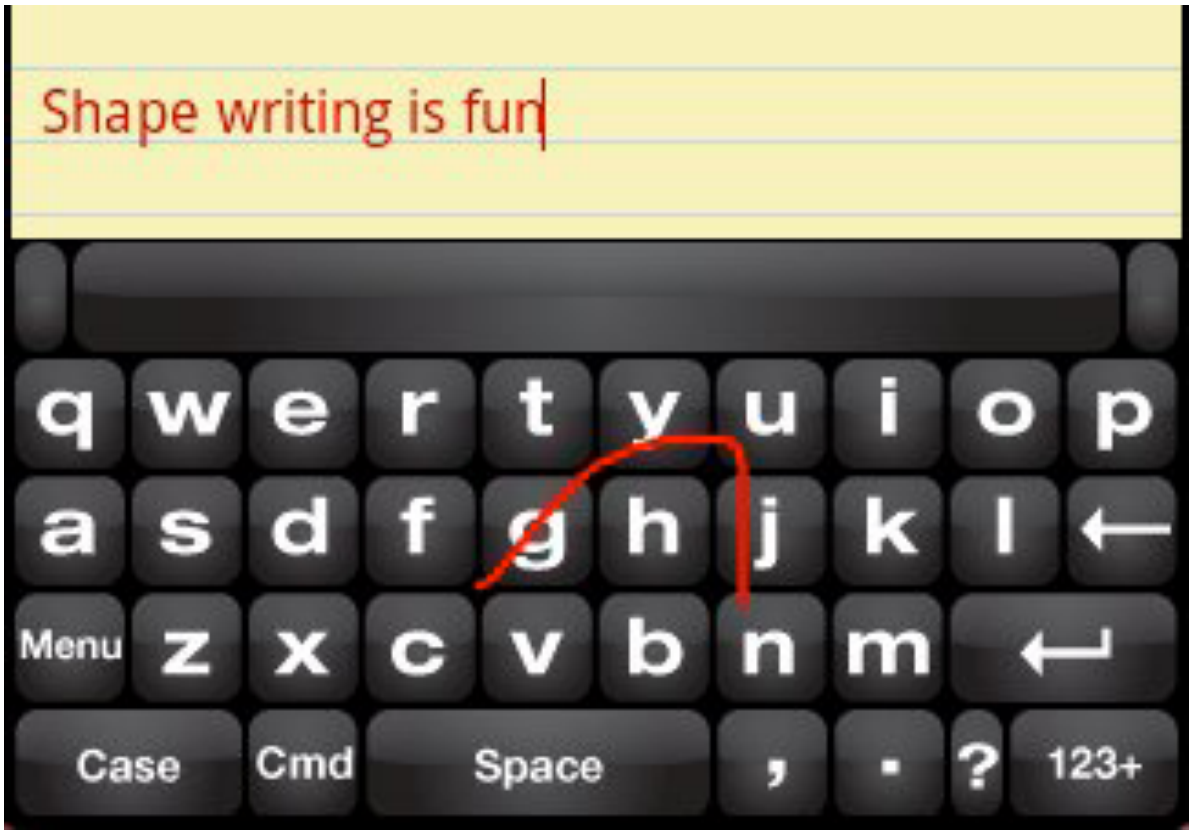 Shape writing is fun
q w e r t y u i o p
a s d f g h j k l ←
Menu z x c v b n m ↵
Case Cmd Space , . ? 123+